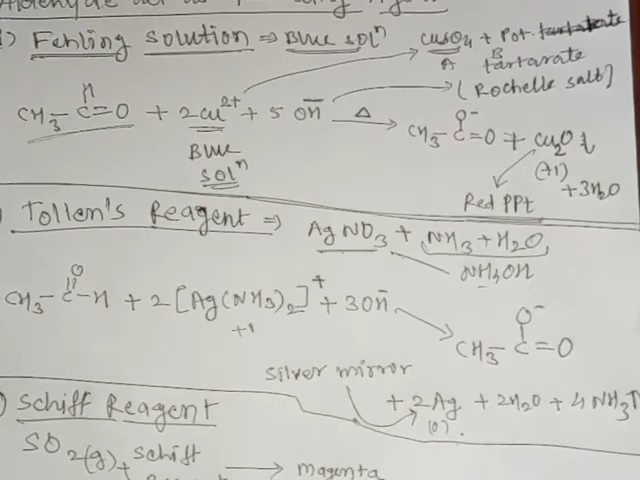 1) Fehling solution ⇒ Blue solⁿ
CuSO4 + Pot.
A B tartarate
(Rochelle salt)
H
CH3-C=O + 2Cu²⁺ + 5OH⁻ Δ→ CH3-C=O + Cu2O↓
O⁻
Blue
solⁿ
(+1)
+3H2O
Red PPt
Tollen's Reagent ⇒ AgNO3 + NH3 + H2O
NH4OH
O
CH3-C-H + 2[Ag(NH3)2]⁺ + 3OH⁻ →
+1
O⁻
CH3-C=O
silver mirror
+ 2Ag + 2H2O + 4NH3↑
(0).
) Schiff Reagent
SO2(g) + schiff → magenta